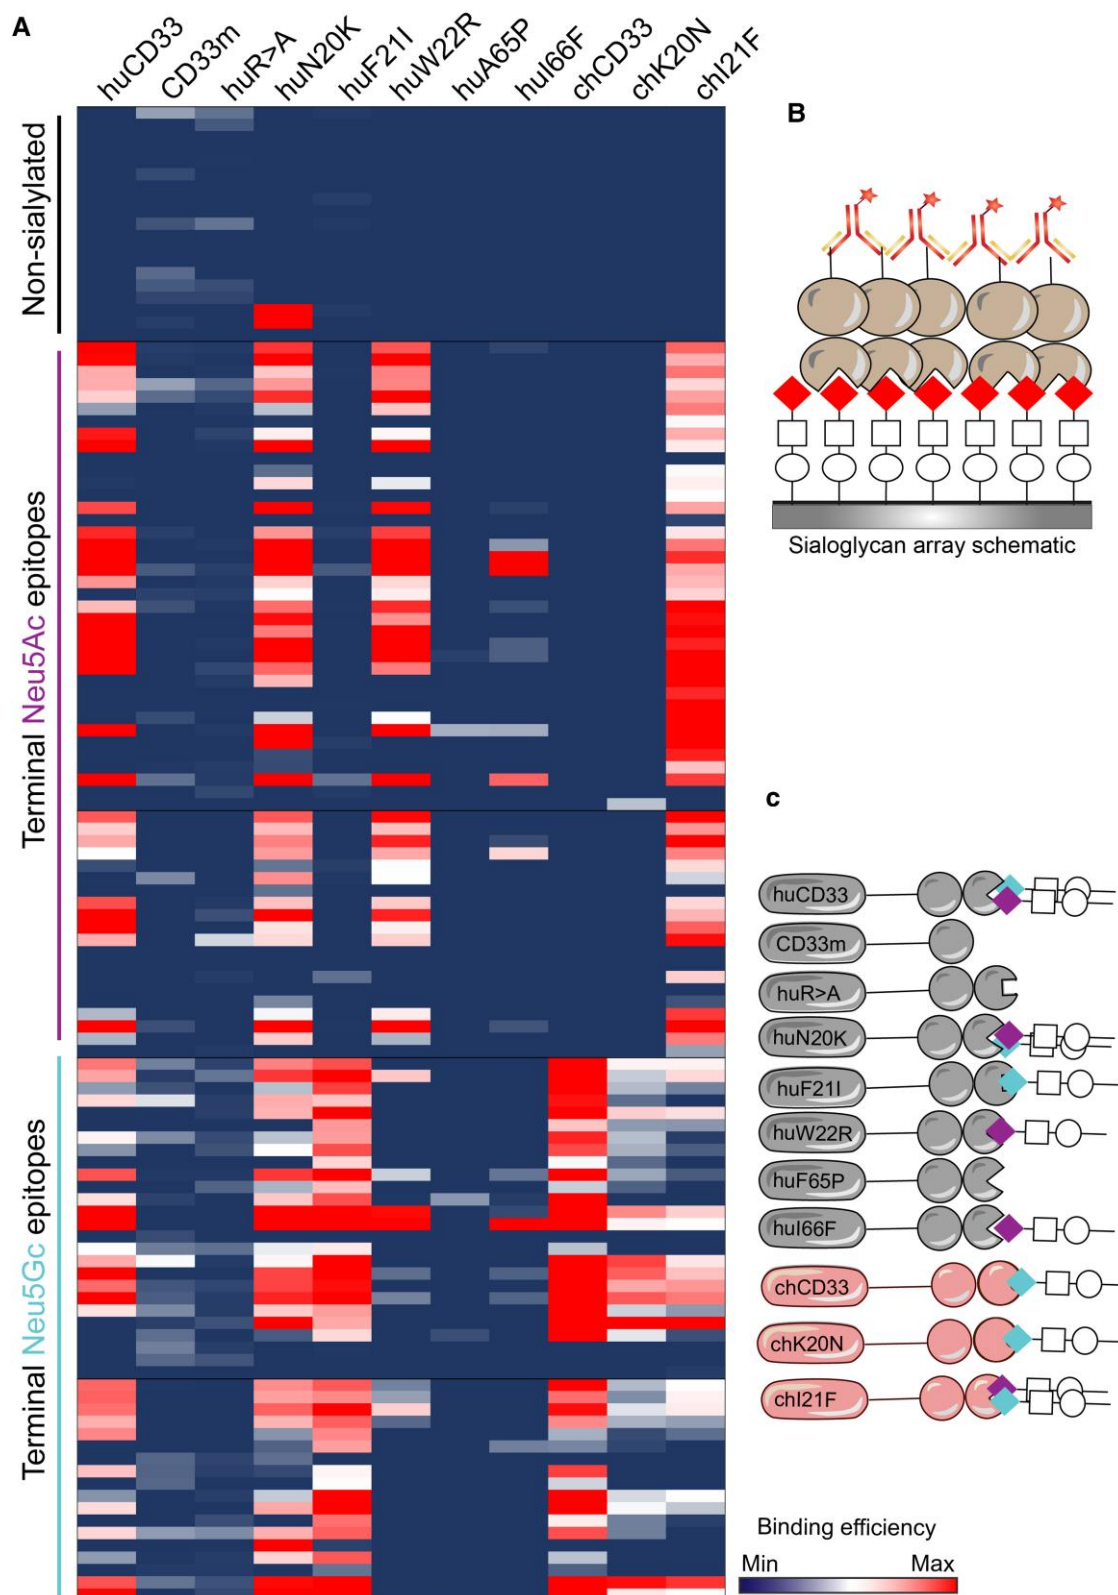 A
huCD33
CD33m
huR>A
huN20K
huF21I
huW22R
huA65P
huI66F
chCD33
chK20N
chI21F
Non-sialylated
Terminal Neu5Ac epitopes
Terminal Neu5Gc epitopes
B
Sialoglycan array schematic
c
huCD33
CD33m
huR>A
huN20K
huF21I
huW22R
huF65P
huI66F
chCD33
chK20N
chI21F
Binding efficiency
Min Max